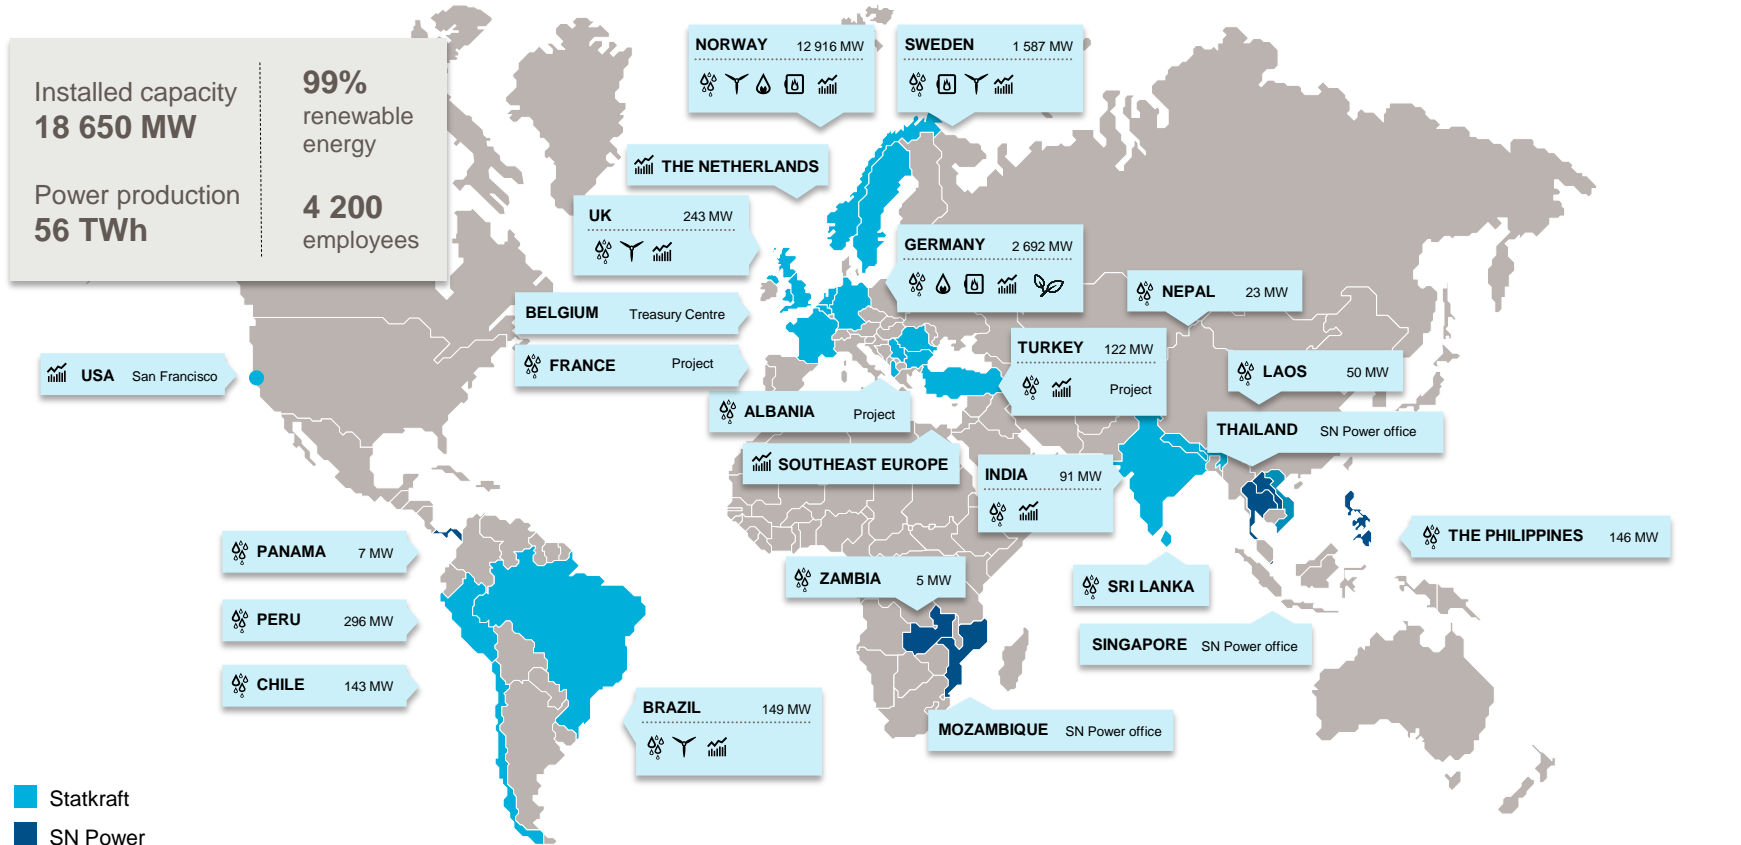 Installed capacity
18 650 MW
Power production
56 TWh
99%
renewable
energy
4 200
employees
NORWAY 12 916 MW
SWEDEN 1 587 MW
THE NETHERLANDS
UK 243 MW
GERMANY 2 692 MW
BELGIUM Treasury Centre
FRANCE Project
NEPAL 23 MW
TURKEY 122 MW
Project
USA San Francisco
ALBANIA Project
LAOS 50 MW
THAILAND SN Power office
SOUTHEAST EUROPE
INDIA 91 MW
PANAMA 7 MW
THE PHILIPPINES 146 MW
ZAMBIA 5 MW
SRI LANKA
PERU 296 MW
SINGAPORE SN Power office
CHILE 143 MW
BRAZIL 149 MW
MOZAMBIQUE SN Power office
Statkraft
SN Power